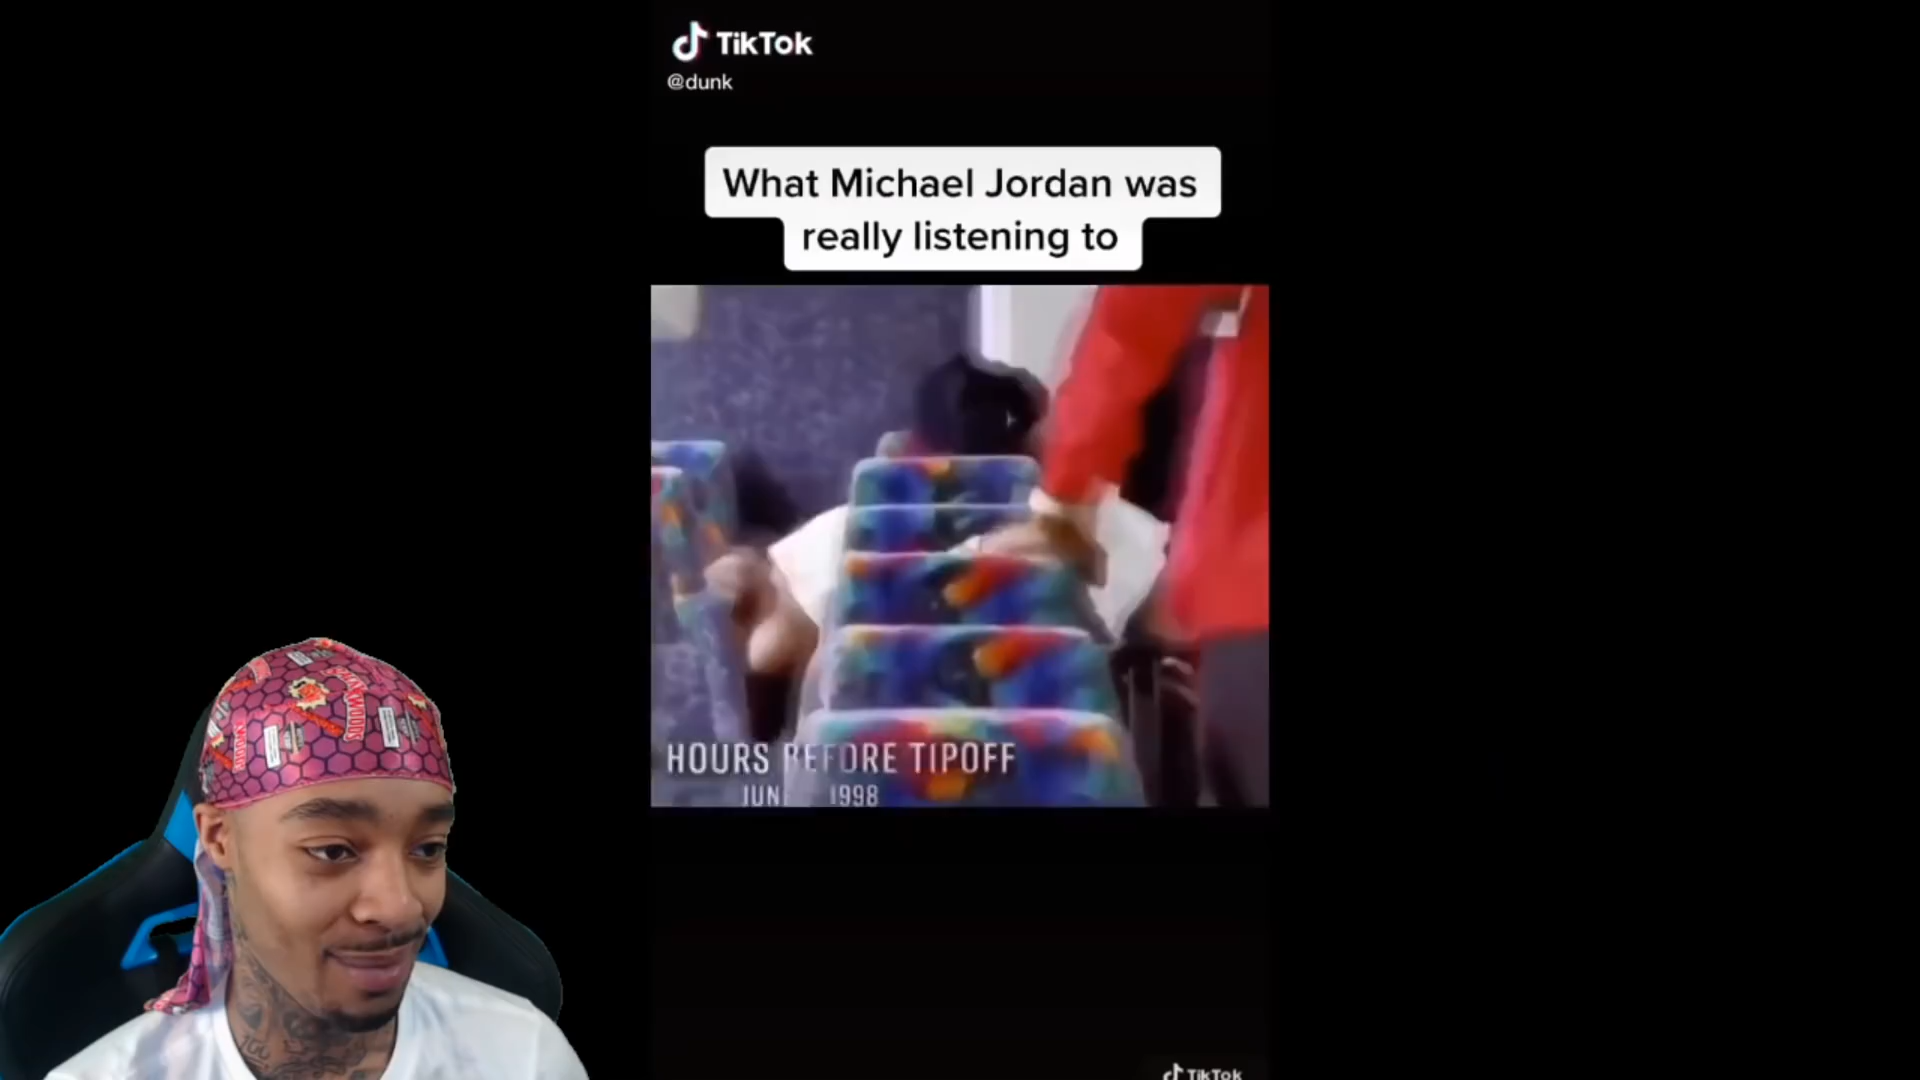 TikTok
@dunk
What Michael Jordan was
really listening to
HOURS BEFORE TIPOFF
1998
TikTok